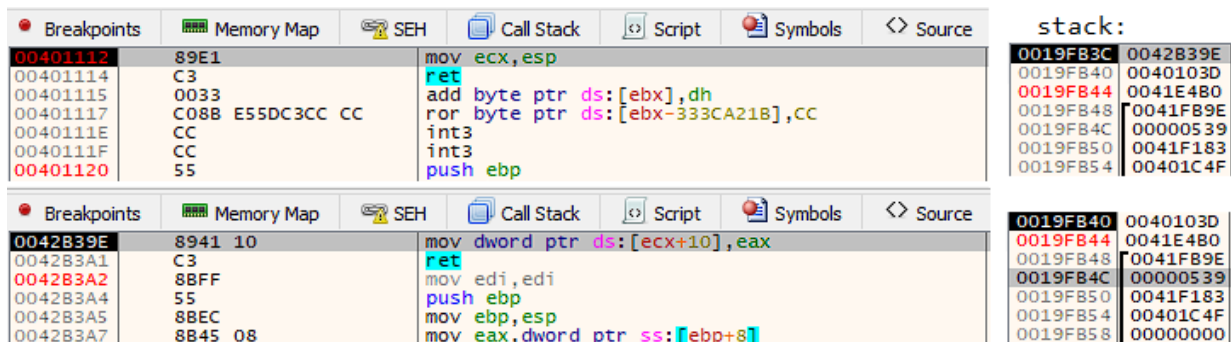 Breakpoints Memory Map SEH Call Stack Script Symbols Source
00401112 89E1 mov ecx,esp
00401114 C3 ret
00401115 0033 add byte ptr ds:[ebx],dh
00401117 C08B E55DC3CC CC ror byte ptr ds:[ebx-333CA21B],CC
0040111E CC int3
0040111F CC int3
00401120 55 push ebp
stack:
0019FB3C 0042B39E
0019FB40 0040103D
0019FB44 0041E4B0
0019FB48 0041FB9E
0019FB4C 00000539
0019FB50 0041F183
0019FB54 00401C4F
Breakpoints Memory Map SEH Call Stack Script Symbols Source
0042B39E 8941 10 mov dword ptr ds:[ecx+10],eax
0042B3A1 C3 ret
0042B3A2 8BFF mov edi,edi
0042B3A4 55 push ebp
0042B3A5 8BEC mov ebp,esp
0042B3A7 8B45 08 mov eax,dword ptr ss:[ebp+8]
0019FB40 0040103D
0019FB44 0041E4B0
0019FB48 0041FB9E
0019FB4C 00000539
0019FB50 0041F183
0019FB54 00401C4F
0019FB58 00000000